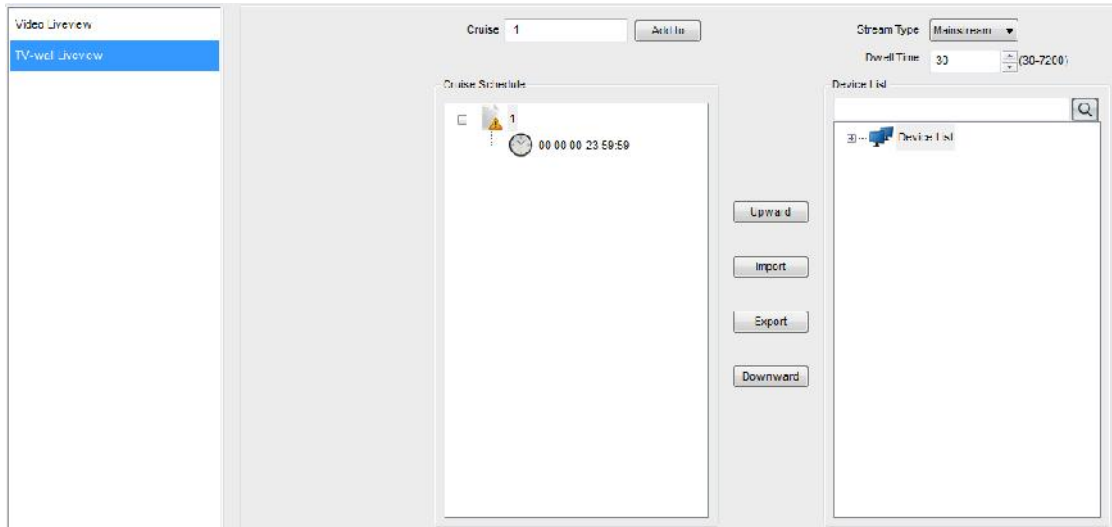 Video Liveview
TV-wall Liveview
Cruise 1 Add to
Stream Type Mainstream
Dwell Time 30 (30-7200)
Cruise Schedule
1
00:00:00-23:59:59
Device List
Device List
Upward
Import
Export
Downward